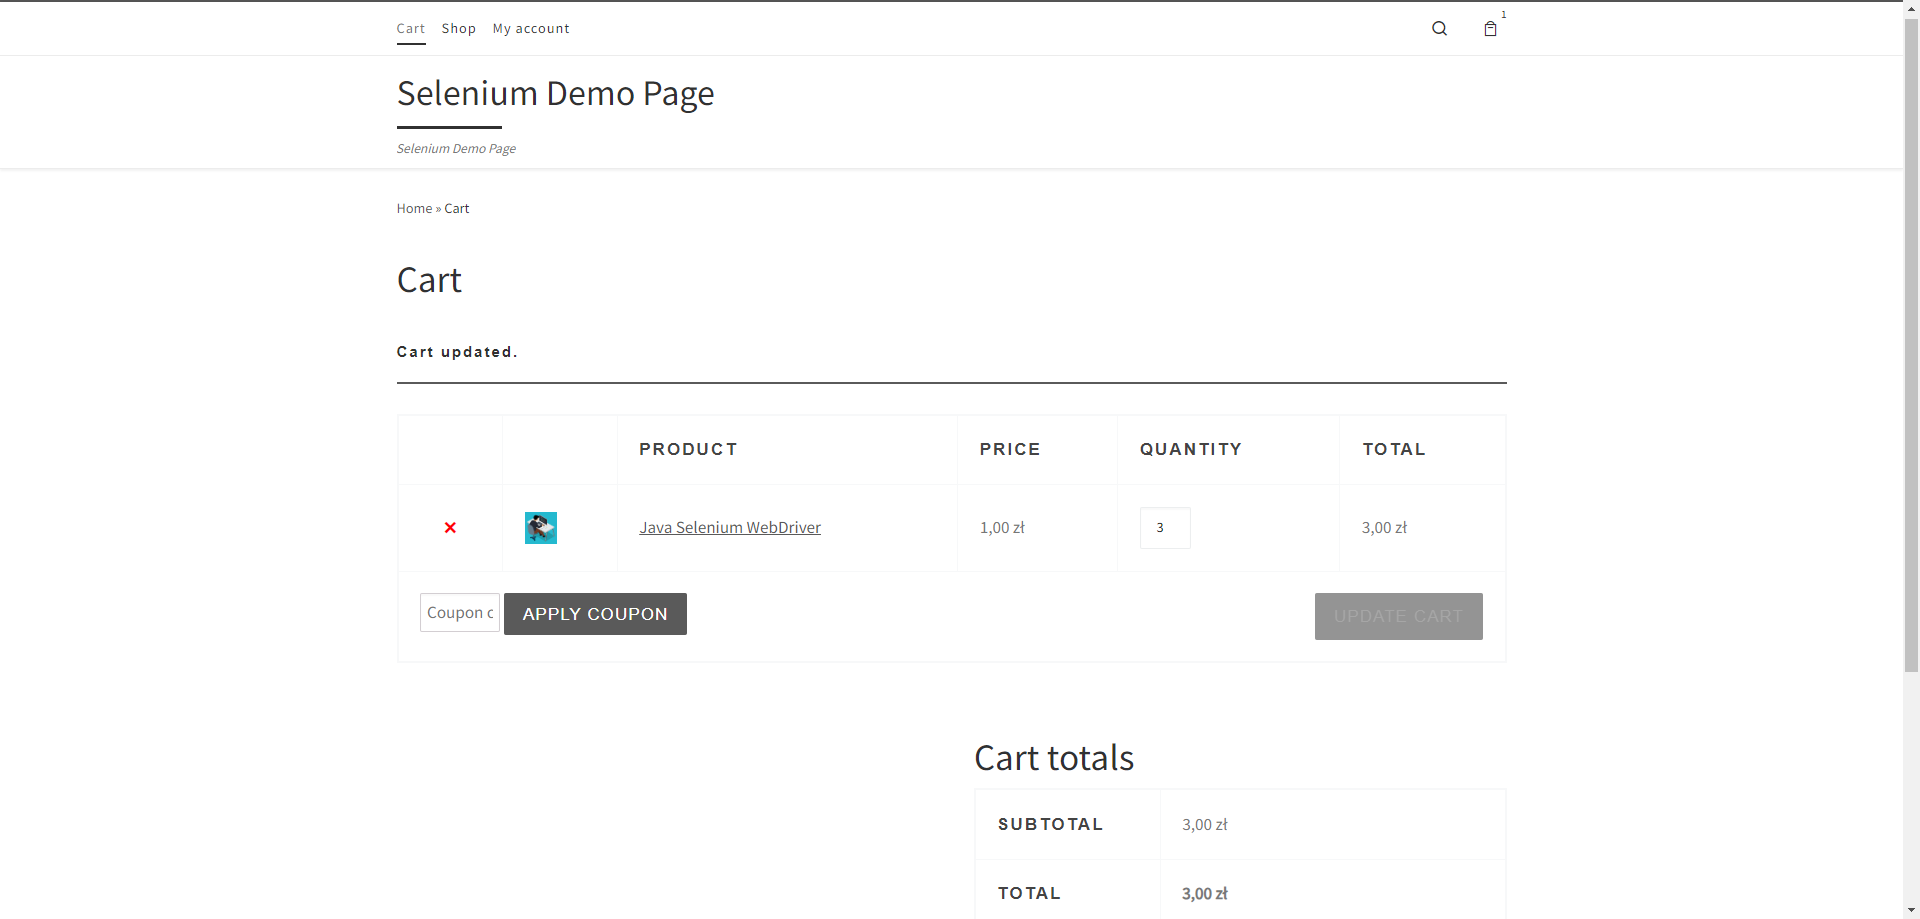 Cart Shop My account 1
Selenium Demo Page
Selenium Demo Page
Home » Cart
Cart
Cart updated.
PRODUCT PRICE QUANTITY TOTAL
× Java Selenium WebDriver 1,00 zł 3 3,00 zł
Coupon c APPLY COUPON UPDATE CART
Cart totals
SUBTOTAL 3,00 zł
TOTAL 3,00 zł